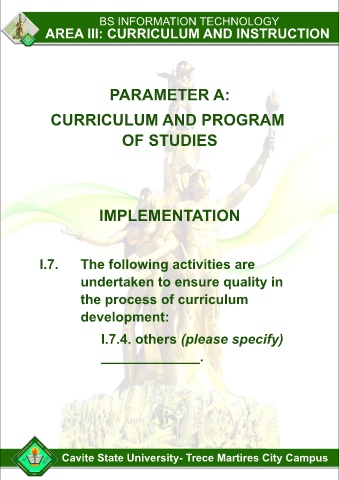 BS INFORMATION TECHNOLOGY
AREA III: CURRICULUM AND INSTRUCTION
PARAMETER A:
CURRICULUM AND PROGRAM
OF STUDIES
IMPLEMENTATION
I.7. The following activities are
undertaken to ensure quality in
the process of curriculum
development:
I.7.4. others (please specify)
_____________.
Cavite State University- Trece Martires City Campus